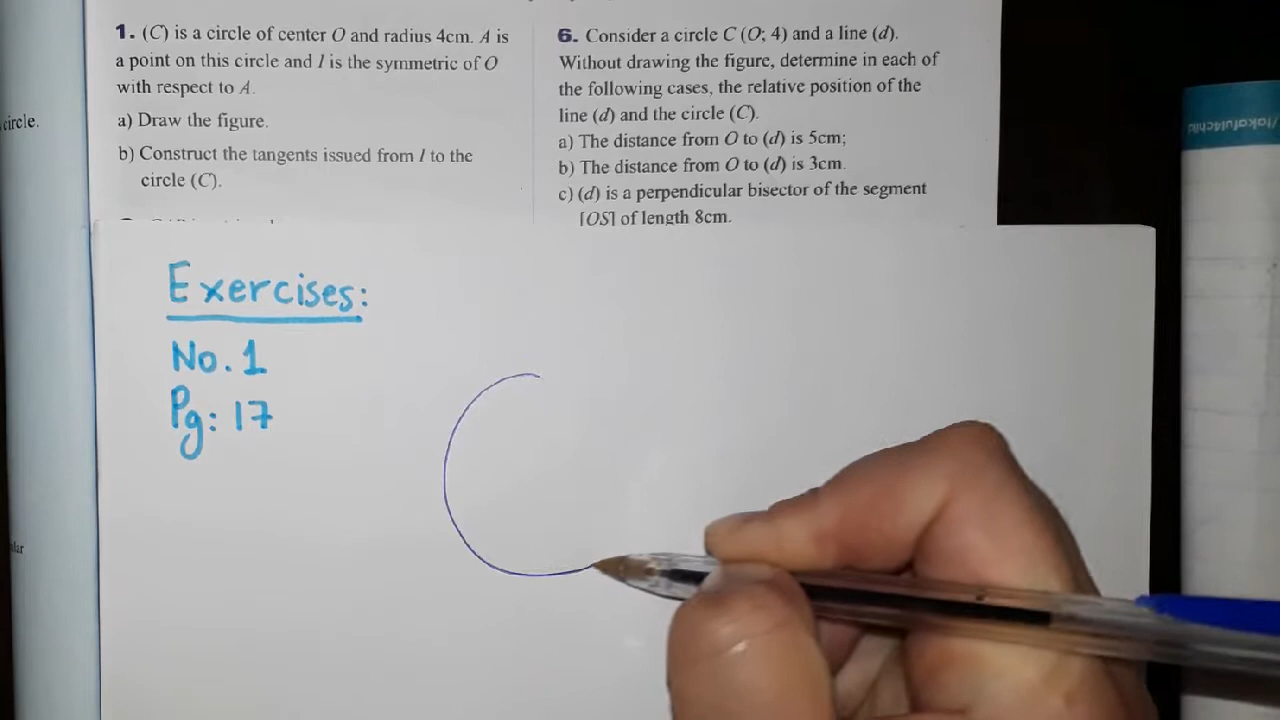 1. (C) is a circle of center O and radius 4cm. A is
a point on this circle and I is the symmetric of O
with respect to A.
a) Draw the figure.
b) Construct the tangents issued from I to the
circle (C).
6. Consider a circle C (O; 4) and a line (d).
Without drawing the figure, determine in each of
the following cases, the relative position of the
line (d) and the circle (C).
a) The distance from O to (d) is 5cm;
b) The distance from O to (d) is 3cm.
c) (d) is a perpendicular bisector of the segment
[OS] of length 8cm.
circle.
Exercises:
No. 1
Pg: 17